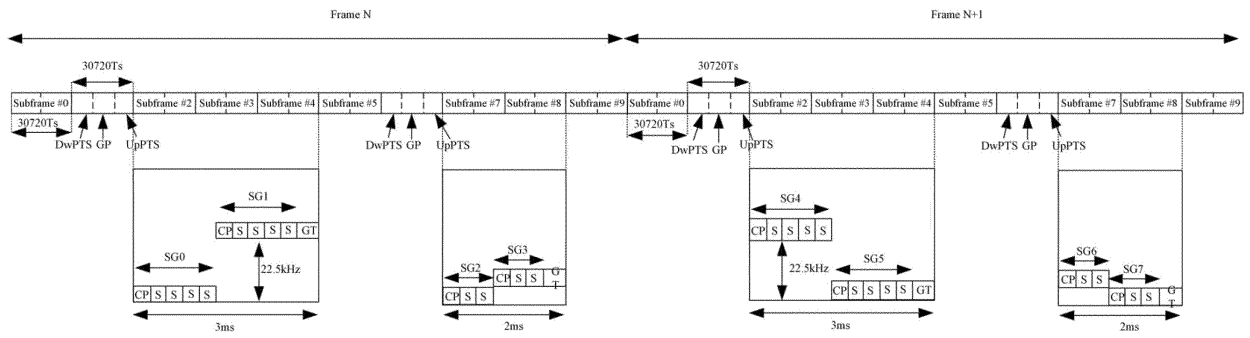 Frame N
Frame N+1
30720Ts
30720Ts
Subframe #0 Subframe #2 Subframe #3 Subframe #4 Subframe #5 Subframe #7 Subframe #8 Subframe #9 Subframe #0 Subframe #2 Subframe #3 Subframe #4 Subframe #5 Subframe #7 Subframe #8 Subframe #9
30720Ts
30720Ts
DwPTS GP UpPTS
DwPTS GP UpPTS
DwPTS GP UpPTS
DwPTS GP UpPTS
SG1
CP S S S S GT
SG0
22.5kHz
CP S S S S
3ms
SG3
CP S S GT
SG2
CP S S
2ms
SG4
CP S S S S
22.5kHz
SG5
CP S S S S GT
3ms
SG6
CP S S
SG7
CP S S GT
2ms